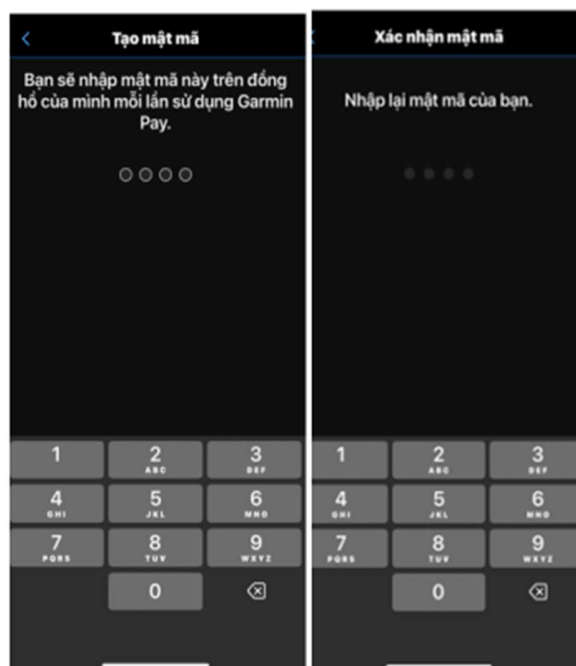 Tạo mật mã
Bạn sẽ nhập mật mã này trên đồng
hồ của mình mỗi lần sử dụng Garmin
Pay.
1
2
ABC
3
DEF
4
GHI
5
JKL
6
MNO
7
PQRS
8
TUV
9
WXYZ
0
Xác nhận mật mã
Nhập lại mật mã của bạn.
1
2
ABC
3
DEF
4
GHI
5
JKL
6
MNO
7
PQRS
8
TUV
9
WXYZ
0